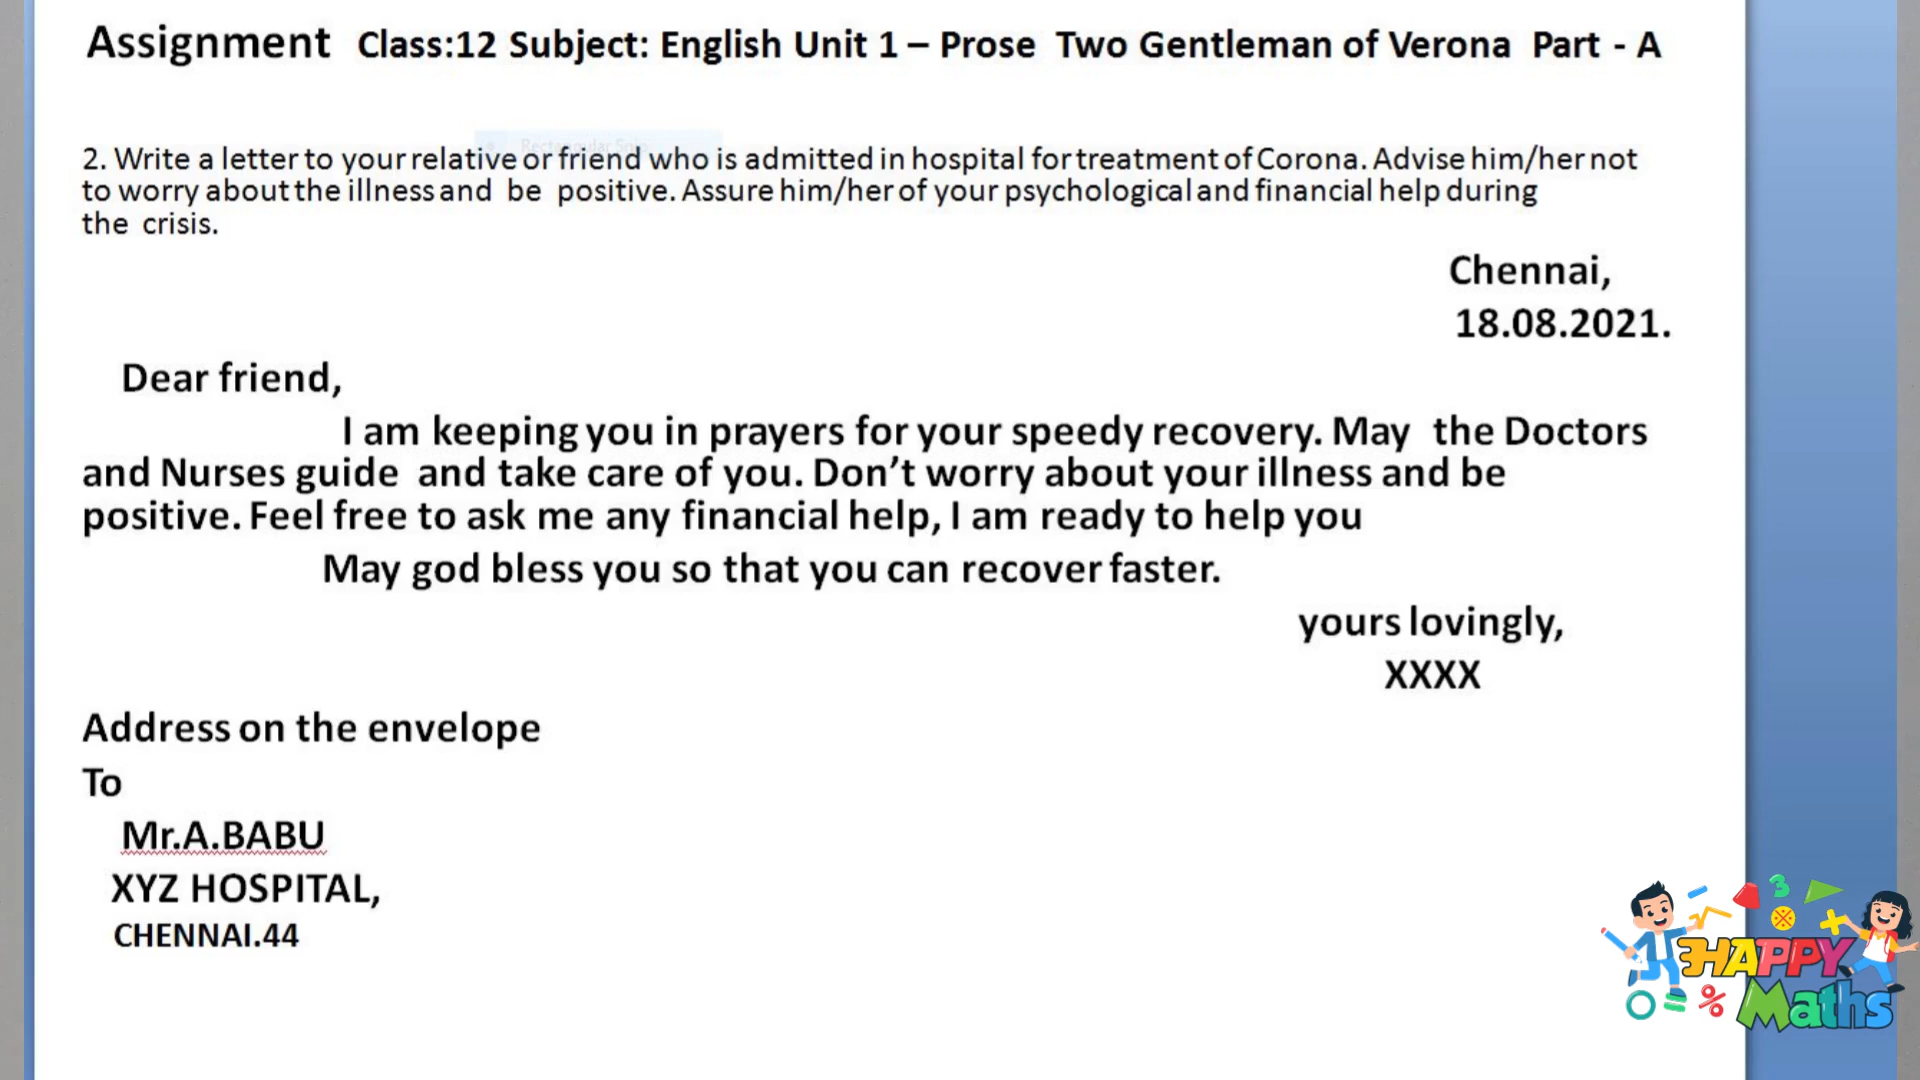 Assignment Class:12 Subject: English Unit 1 – Prose Two Gentleman of Verona Part - A
Rectangular Snip
2. Write a letter to your relative or friend who is admitted in hospital for treatment of Corona. Advise him/her not
to worry about the illness and be positive. Assure him/her of your psychological and financial help during
the crisis.
Chennai,
18.08.2021.
Dear friend,
I am keeping you in prayers for your speedy recovery. May the Doctors
and Nurses guide and take care of you. Don’t worry about your illness and be
positive. Feel free to ask me any financial help, I am ready to help you
May god bless you so that you can recover faster.
yours lovingly,
XXXX
Address on the envelope
To
Mr.A.BABU
XYZ HOSPITAL,
CHENNAI.44
3
HAPPY
Maths
%